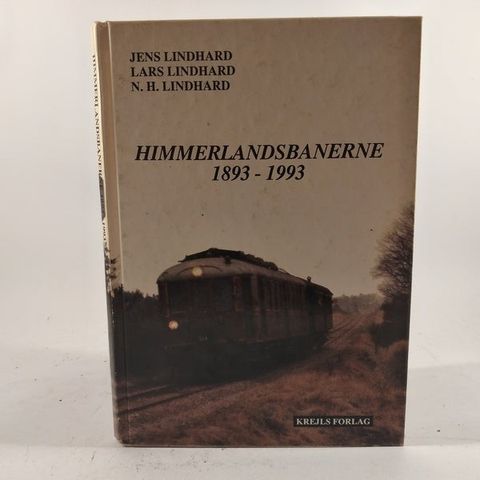 JENS LINDHARD
LARS LINDHARD
N. H. LINDHARD
HIMMERLANDSBANERNE
1893 - 1993
KREJLS FORLAG